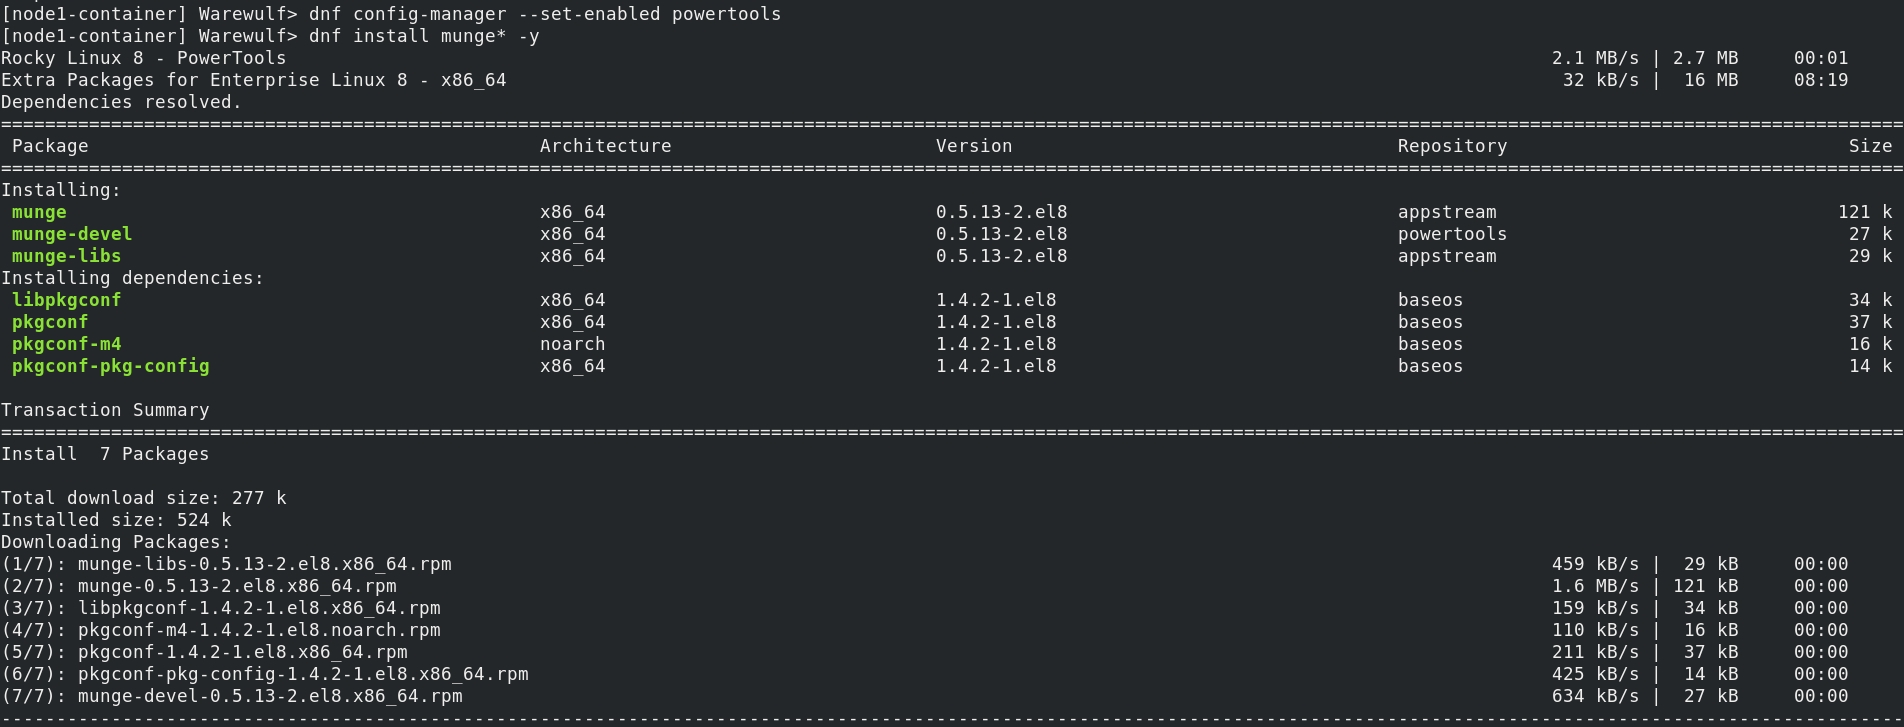 [node1-container] Warewulf> dnf config-manager --set-enabled powertools
[node1-container] Warewulf> dnf install munge* -y
Rocky Linux 8 - PowerTools 2.1 MB/s | 2.7 MB 00:01
Extra Packages for Enterprise Linux 8 - x86_64 32 kB/s | 16 MB 08:19
Dependencies resolved.
Package Architecture Version Repository Size
Installing:
munge x86_64 0.5.13-2.el8 appstream 121 k
munge-devel x86_64 0.5.13-2.el8 powertools 27 k
munge-libs x86_64 0.5.13-2.el8 appstream 29 k
Installing dependencies:
libpkgconf x86_64 1.4.2-1.el8 baseos 34 k
pkgconf x86_64 1.4.2-1.el8 baseos 37 k
pkgconf-m4 noarch 1.4.2-1.el8 baseos 16 k
pkgconf-pkg-config x86_64 1.4.2-1.el8 baseos 14 k
Transaction Summary
Install 7 Packages
Total download size: 277 k
Installed size: 524 k
Downloading Packages:
(1/7): munge-libs-0.5.13-2.el8.x86_64.rpm 459 kB/s | 29 kB 00:00
(2/7): munge-0.5.13-2.el8.x86_64.rpm 1.6 MB/s | 121 kB 00:00
(3/7): libpkgconf-1.4.2-1.el8.x86_64.rpm 159 kB/s | 34 kB 00:00
(4/7): pkgconf-m4-1.4.2-1.el8.noarch.rpm 110 kB/s | 16 kB 00:00
(5/7): pkgconf-1.4.2-1.el8.x86_64.rpm 211 kB/s | 37 kB 00:00
(6/7): pkgconf-pkg-config-1.4.2-1.el8.x86_64.rpm 425 kB/s | 14 kB 00:00
(7/7): munge-devel-0.5.13-2.el8.x86_64.rpm 634 kB/s | 27 kB 00:00